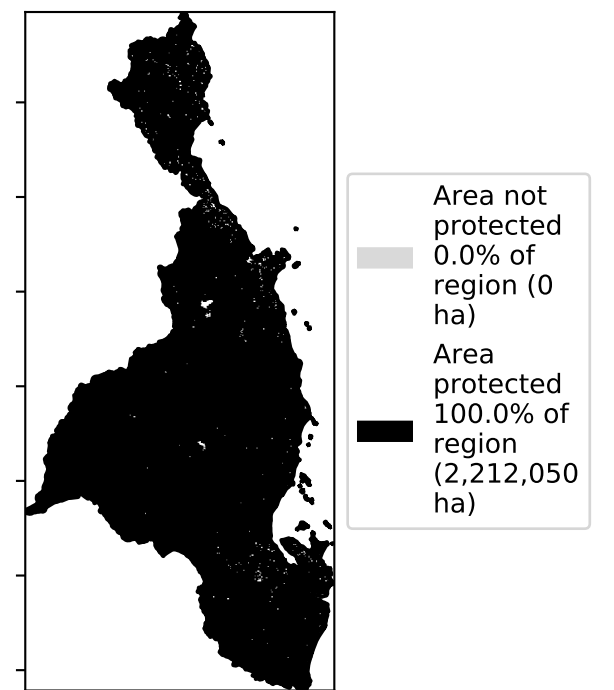 Area not
protected
0.0% of
region (0
ha)
Area
protected
100.0% of
region
(2,212,050
ha)